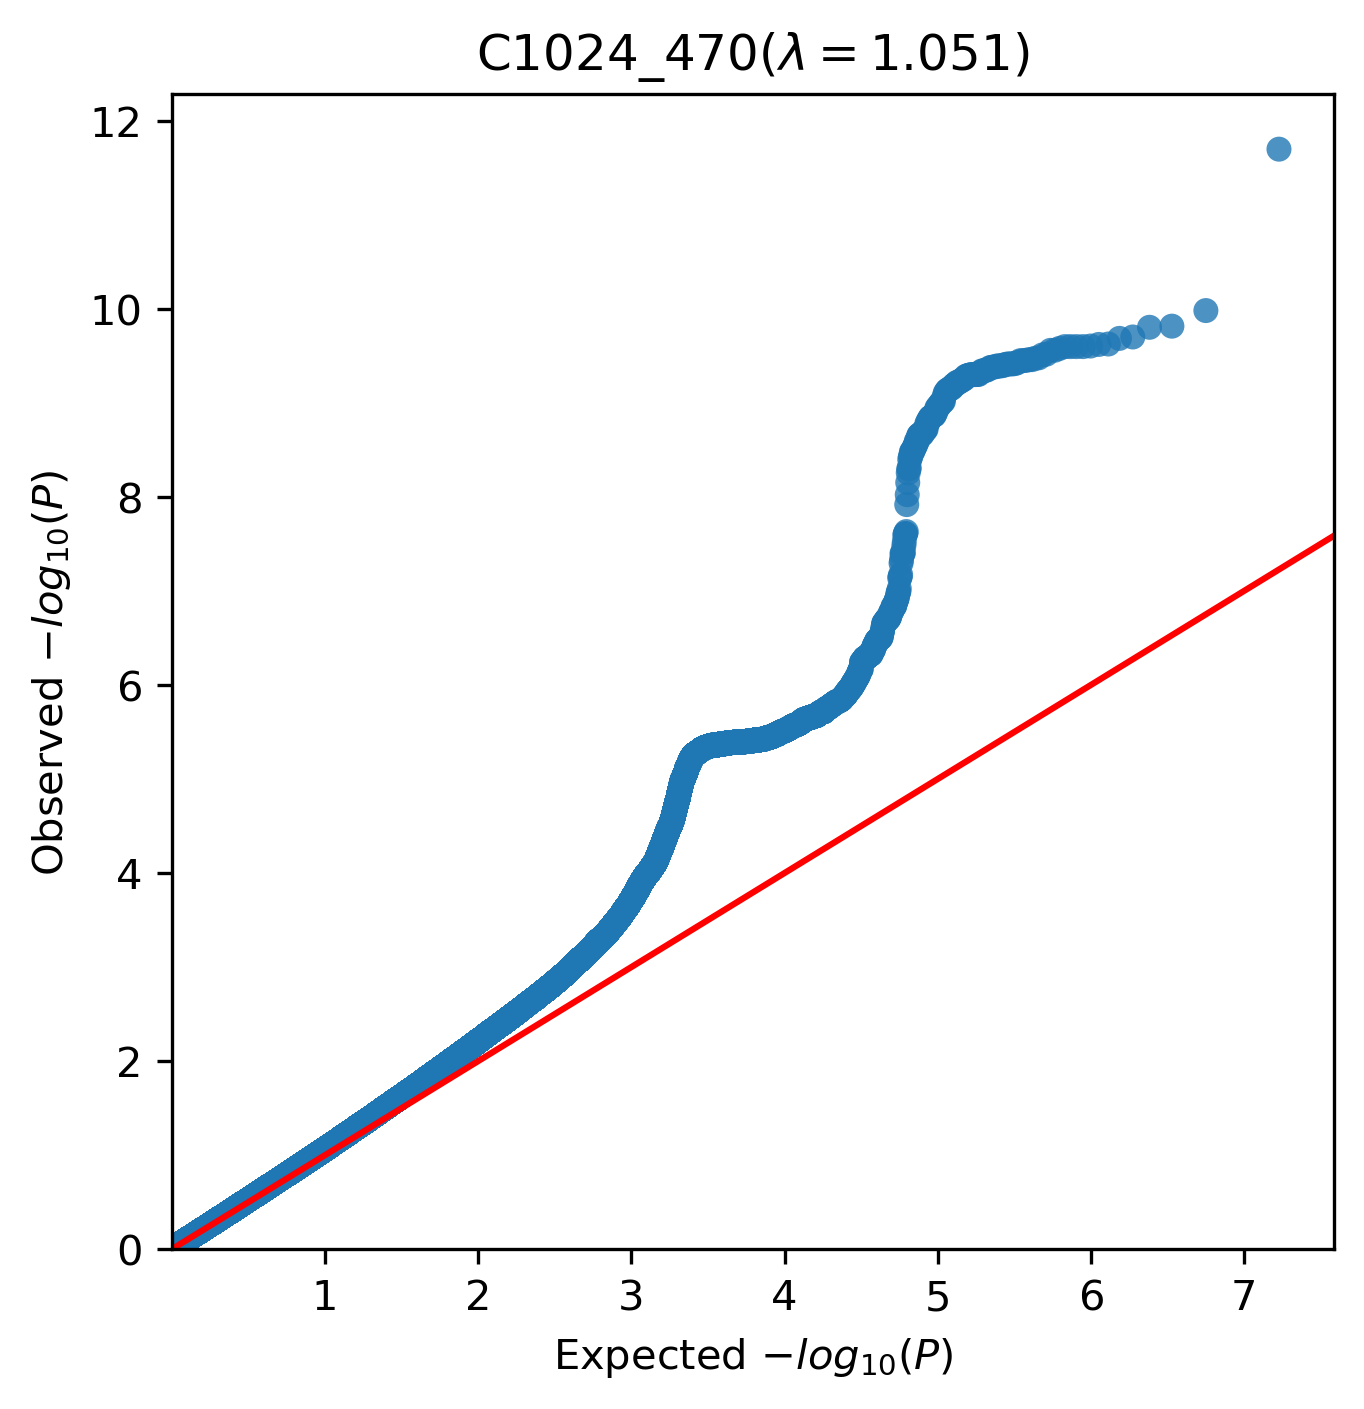 C1024_470(λ = 1.051)
12
10
8
6
4
2
0
Observed −log₁₀(P)
1 2 3 4 5 6 7
Expected −log₁₀(P)